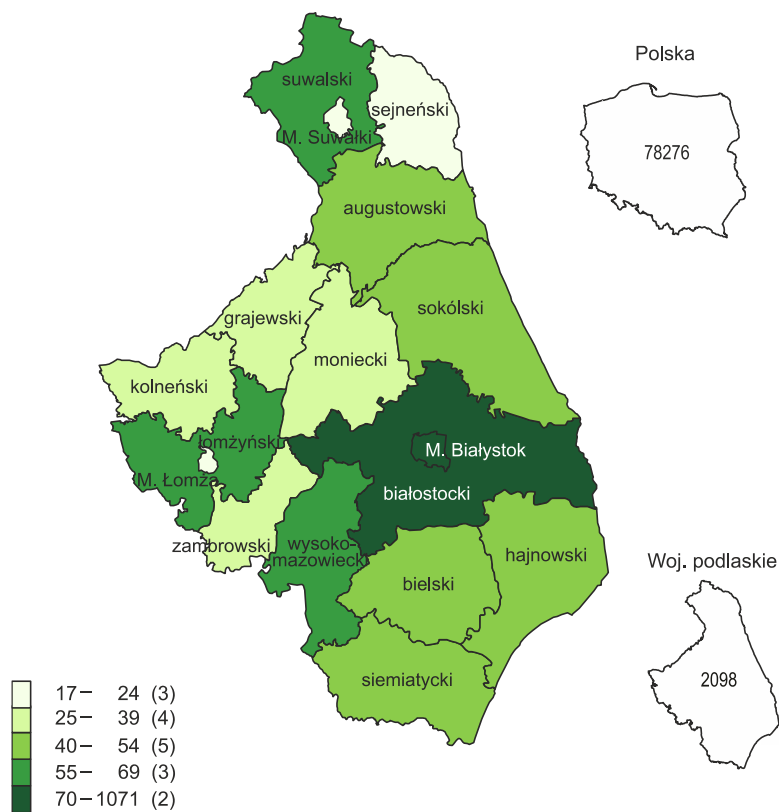 suwalski
sejneński
M. Suwałki
augustowski
sokólski
grajewski
moniecki
kolneński
łomżyński
M. Łomża
M. Białystok
białostocki
zambrowski
wysoko-
mazowiecki
hajnowski
bielski
siemiatycki
Polska
78276
Woj. podlaskie
2098
17 – 24 (3)
25 – 39 (4)
40 – 54 (5)
55 – 69 (3)
70 – 1071 (2)